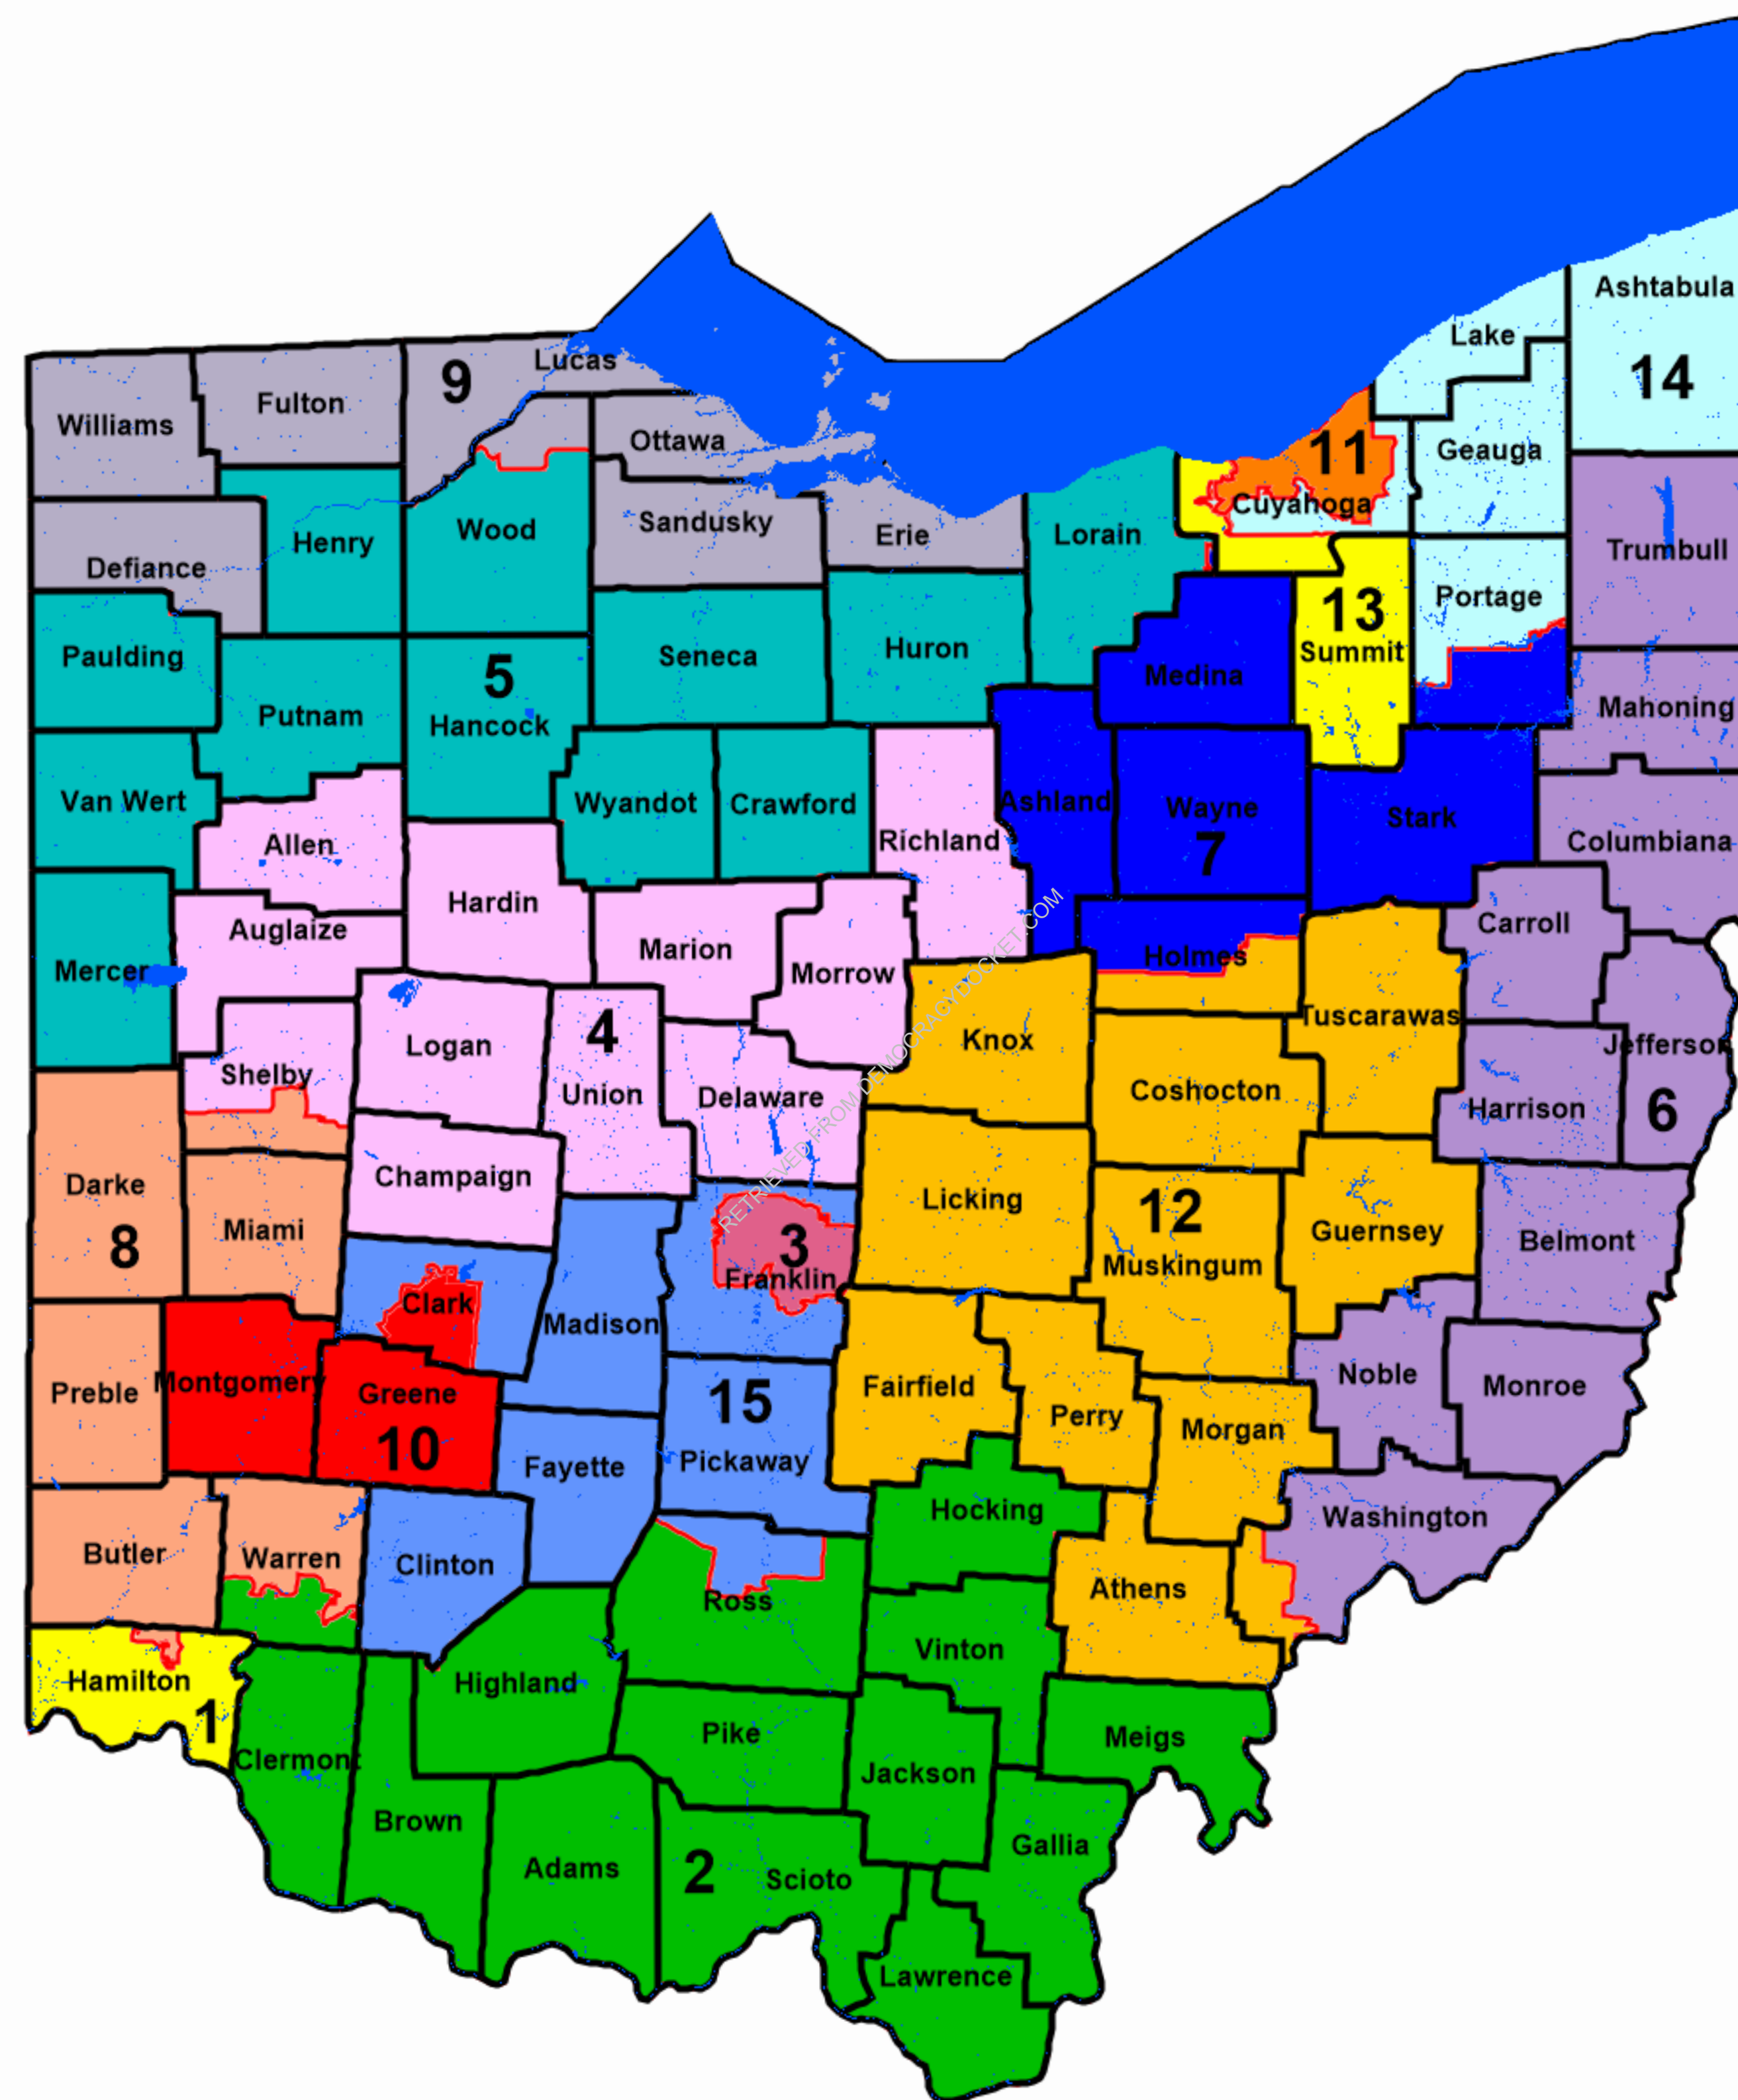 Ashtabula
Lake
14
Lucas
9
Fulton
Williams
Ottawa
11
Geauga
Cuyahoga
Sandusky
Erie
Lorain
Wood
Henry
Defiance
Trumbull
Portage
13
Summit
Paulding
Seneca
Huron
Medina
5
Hancock
Putnam
Mahoning
Van Wert
Wyandot
Crawford
Ashland
Wayne
7
Stark
Richland
Allen
Columbiana
Hardin
Auglaize
Carroll
Marion
Holmes
Mercer
Morrow
RETRIEVED FROM DEMOCRACYDOCKET.COM
Tuscarawas
Knox
4
Logan
Jefferson
Shelby
Union
Delaware
Coshocton
Harrison
6
Champaign
Darke
Licking
12
Miami
Guernsey
Belmont
8
3
Franklin
Muskingum
Clark
Madison
Montgomery
Preble
Greene
15
Fairfield
Noble
Monroe
Perry
Morgan
10
Fayette
Pickaway
Hocking
Washington
Butler
Warren
Clinton
Athens
Ross
Vinton
Hamilton
Highland
1
Pike
Meigs
Clermont
Jackson
Brown
Gallia
Adams
2
Scioto
Lawrence